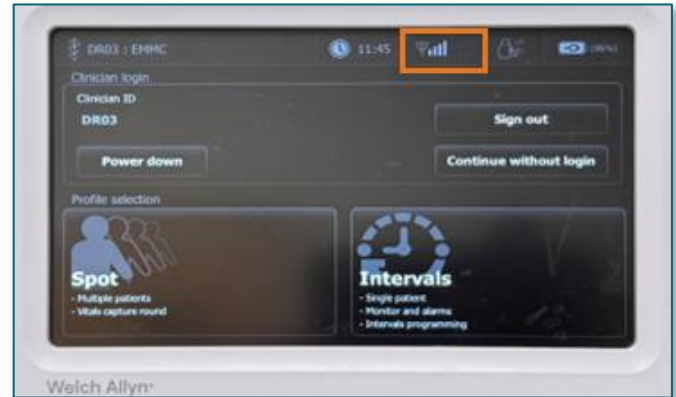 DR03 : EMMC 11:45
Clinician login
Clinician ID
DR03
Sign out
Power down
Continue without login
Profile selection
Spot
- Multiple patients
- Vitals capture round
Intervals
- Single patient
- Monitor and alarms
- Intervals programming
Welch Allyn